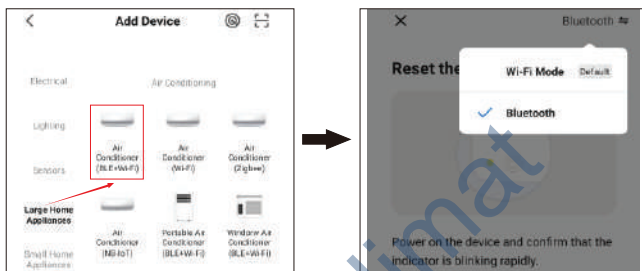 Add Device
Electrical
Air Conditioning
Lighting
Sensors
Large Home
Appliances
Small Home
Appliances
Air
Conditioner
(BLE+Wi-Fi)
Air
Conditioner
(Wi-Fi)
Air
Conditioner
(Zigbee)
Air
Conditioner
(NB-IoT)
Portable Air
Conditioner
(BLE+Wi-Fi)
Window Air
Conditioner
(BLE+Wi-Fi)
Bluetooth
Reset the
Wi-Fi Mode Default
Bluetooth
Power on the device and confirm that the
indicator is blinking rapidly.